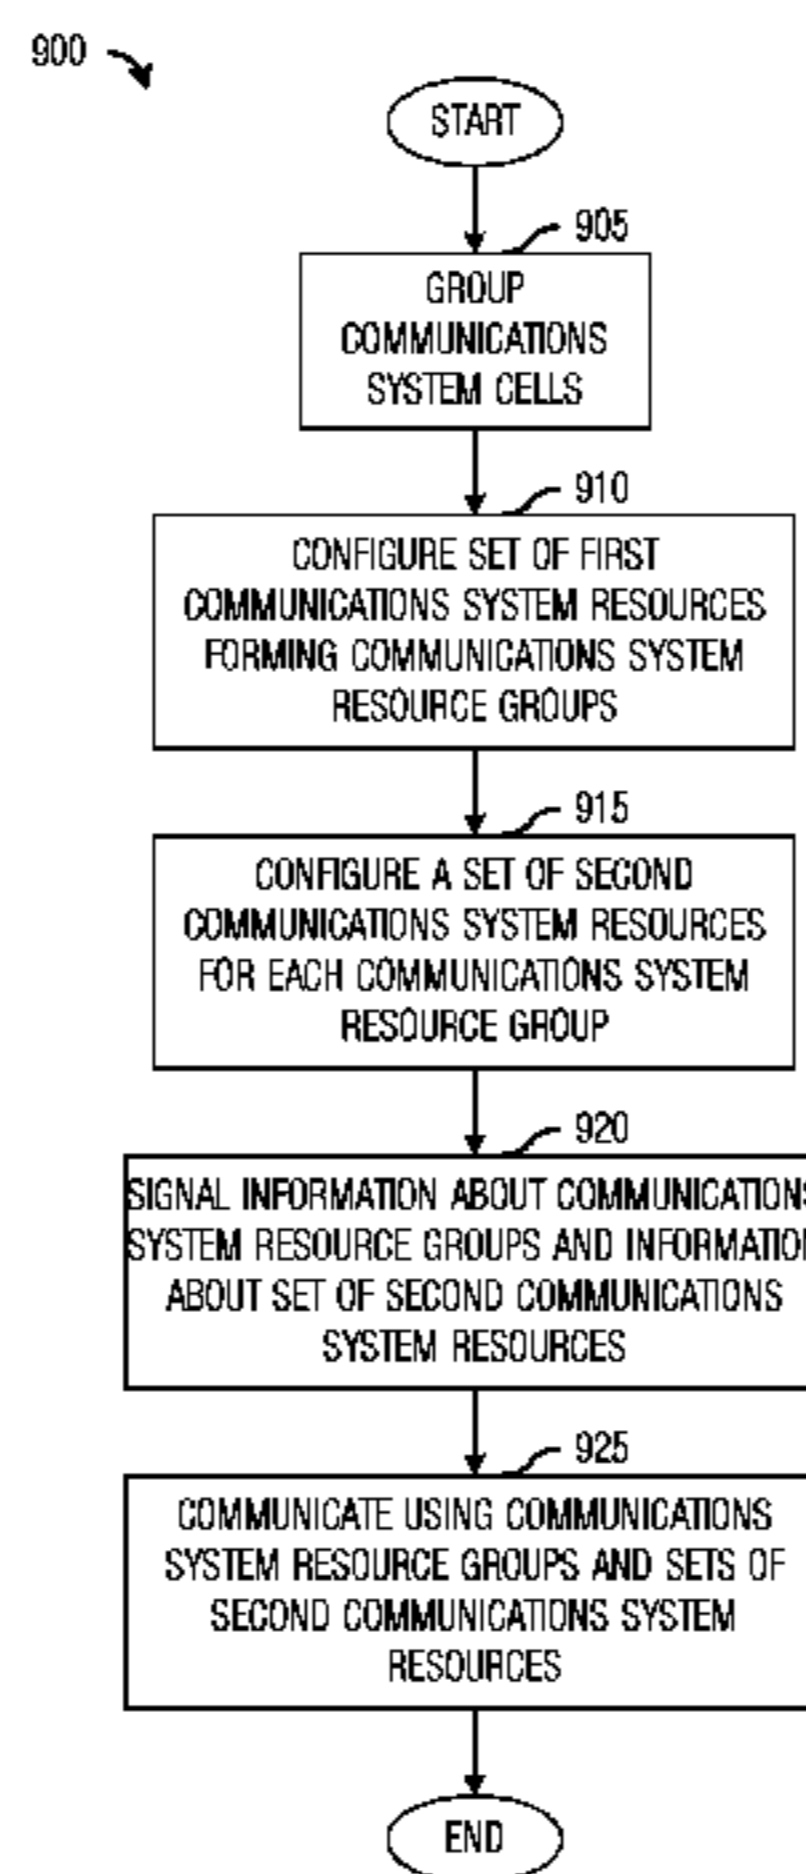 900
START
905
GROUP
COMMUNICATIONS
SYSTEM CELLS
910
CONFIGURE SET OF FIRST
COMMUNICATIONS SYSTEM RESOURCES
FORMING COMMUNICATIONS SYSTEM
RESOURCE GROUPS
915
CONFIGURE A SET OF SECOND
COMMUNICATIONS SYSTEM RESOURCES
FOR EACH COMMUNICATIONS SYSTEM
RESOURCE GROUP
920
SIGNAL INFORMATION ABOUT COMMUNICATIONS
SYSTEM RESOURCE GROUPS AND INFORMATION
ABOUT SET OF SECOND COMMUNICATIONS
SYSTEM RESOURCES
925
COMMUNICATE USING COMMUNICATIONS
SYSTEM RESOURCE GROUPS AND SETS OF
SECOND COMMUNICATIONS SYSTEM
RESOURCES
END